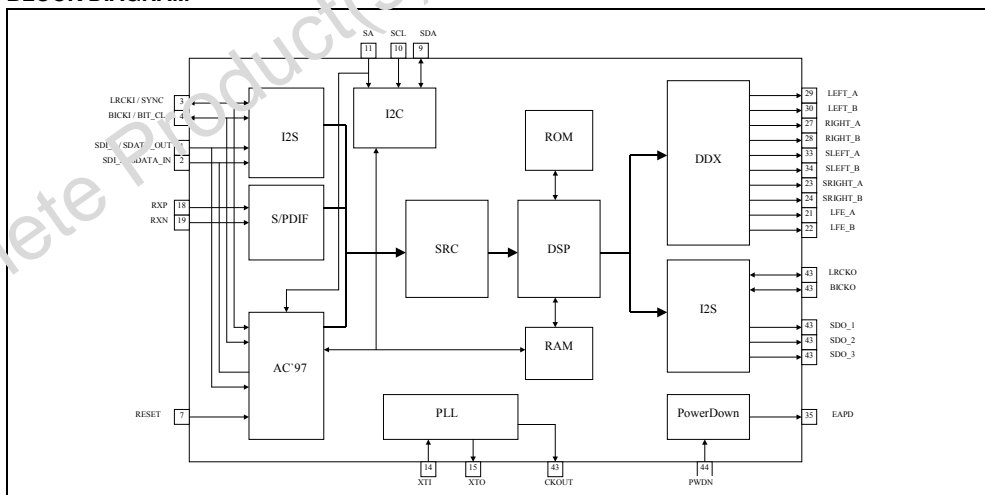 BLOCK DIAGRAM
SA SCL SDA
11 10 9
LRCKI / SYNC 3
BICKI / BIT_CL 4
SDATA_OUT
2
RXP 18
RXN 19
RESET 7
I2S
S/PDIF
AC`97
I2C
SRC
ROM
DSP
RAM
PLL
DDX
I2S
PowerDown
29 LEFT_A
30 LEFT_B
27 RIGHT_A
28 RIGHT_B
33 SLEFT_A
34 SLEFT_B
23 SRIGHT_A
24 SRIGHT_B
21 LFE_A
22 LFE_B
43 LRCKO
43 BICKO
43 SDO_1
43 SDO_2
43 SDO_3
35 EAPD
14 15 43 44
XTI XTO CKOUT PWDN
lete Product(s)